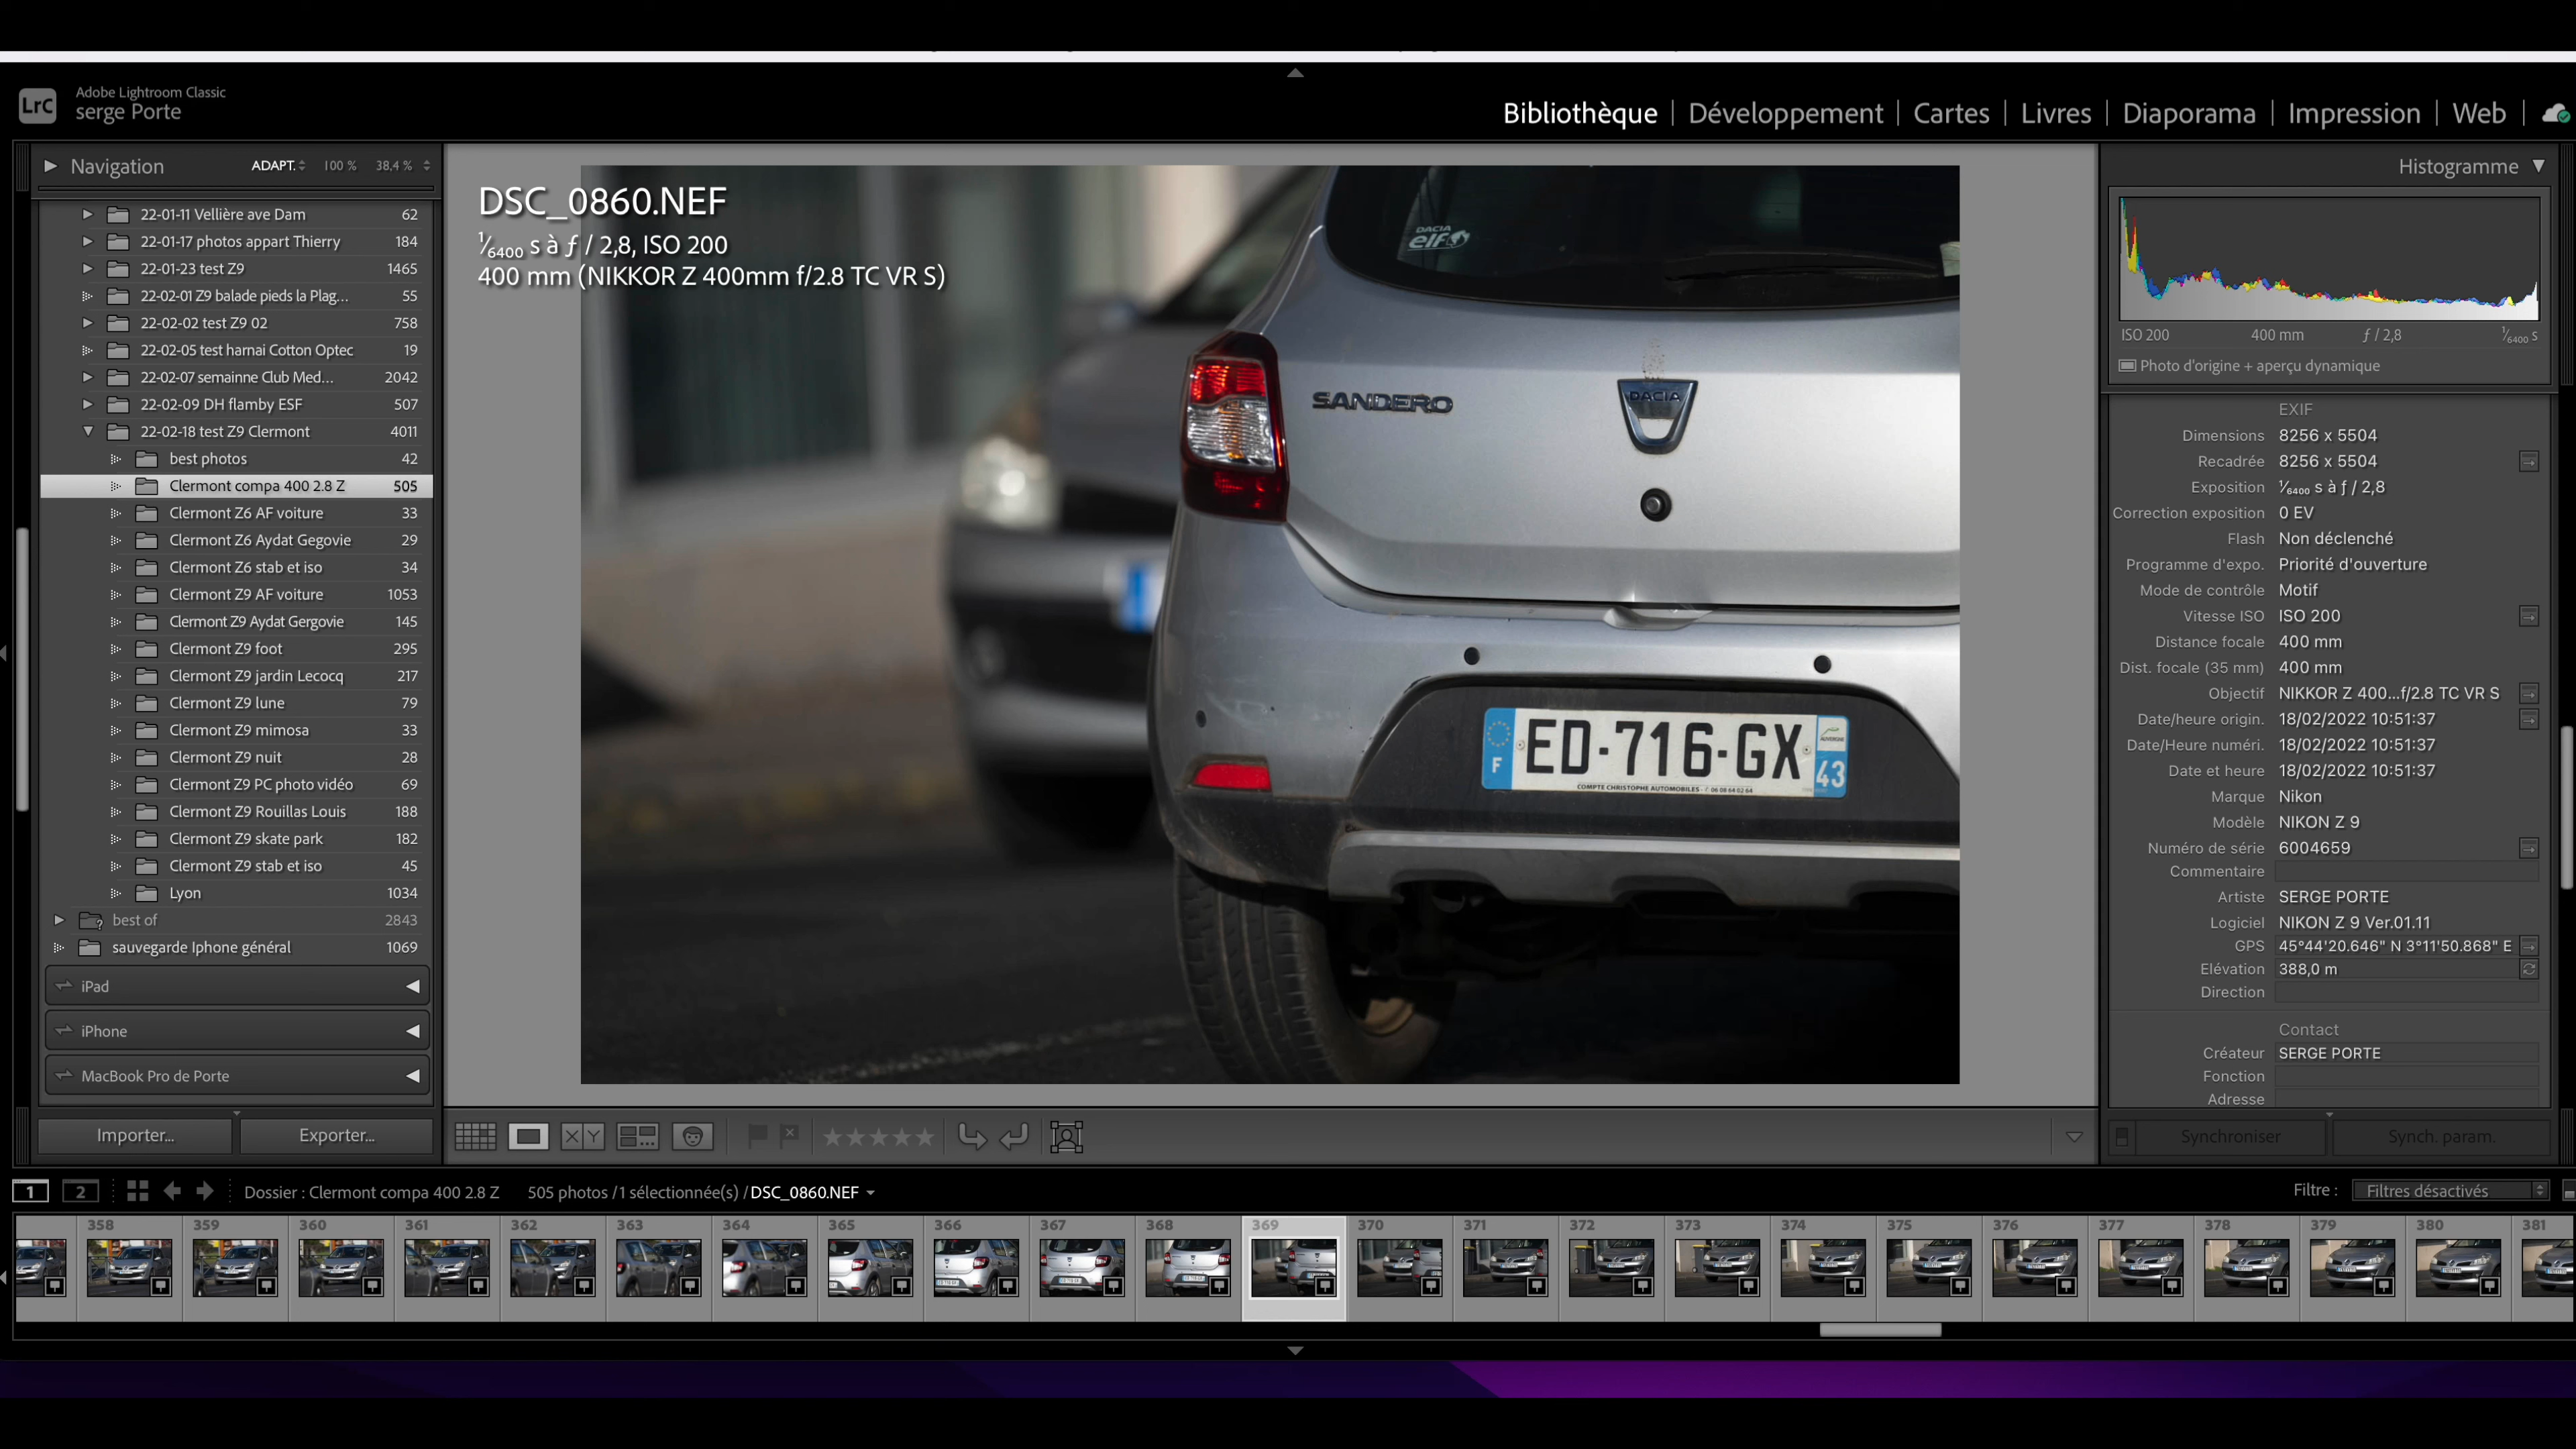 LrC
Adobe Lightroom Classic
serge Porte
Bibliothèque | Développement | Cartes | Livres | Diaporama | Impression | Web
Navigation ADAPT. 100 % 38,4 %
22-01-11 Vellière ave Dam 62
22-01-17 photos appart Thierry 184
22-01-23 test Z9 1465
22-02-01 Z9 balade pieds la Plag... 55
22-02-02 test Z9 02 758
22-02-05 test harnai Cotton Optec 19
22-02-07 semainne Club Med... 2042
22-02-09 DH flamby ESF 507
22-02-18 test Z9 Clermont 4011
best photos 42
Clermont compa 400 2.8 Z 505
Clermont Z6 AF voiture 33
Clermont Z6 Aydat Gegovie 29
Clermont Z6 stab et iso 34
Clermont Z9 AF voiture 1053
Clermont Z9 Aydat Gergovie 145
Clermont Z9 foot 295
Clermont Z9 jardin Lecocq 217
Clermont Z9 lune 79
Clermont Z9 mimosa 33
Clermont Z9 nuit 28
Clermont Z9 PC photo vidéo 69
Clermont Z9 Rouillas Louis 188
Clermont Z9 skate park 182
Clermont Z9 stab et iso 45
Lyon 1034
best of 2843
sauvegarde Iphone général 1069
iPad
iPhone
MacBook Pro de Porte
Importer... Exporter...
DSC_0860.NEF
1/6400 s à ƒ / 2,8, ISO 200
400 mm (NIKKOR Z 400mm f/2.8 TC VR S)
DACIA
elf
SANDERO
DACIA
F ED-716-GX 43
AUVERGNE
COMPTE CHRISTOPHE AUTOMOBILES - 06 08 64 02 64
Histogramme
ISO 200 400 mm ƒ / 2,8 1/6400 s
Photo d'origine + aperçu dynamique
EXIF
Dimensions 8256 x 5504
Recadrée 8256 x 5504
Exposition 1/6400 s à ƒ / 2,8
Correction exposition 0 EV
Flash Non déclenché
Programme d'expo. Priorité d'ouverture
Mode de contrôle Motif
Vitesse ISO ISO 200
Distance focale 400 mm
Dist. focale (35 mm) 400 mm
Objectif NIKKOR Z 400...f/2.8 TC VR S
Date/heure origin. 18/02/2022 10:51:37
Date/Heure numéri. 18/02/2022 10:51:37
Date et heure 18/02/2022 10:51:37
Marque Nikon
Modèle NIKON Z 9
Numéro de série 6004659
Commentaire
Artiste SERGE PORTE
Logiciel NIKON Z 9 Ver.01.11
GPS 45°44'20.646" N 3°11'50.868" E
Elévation 388,0 m
Direction
Contact
Créateur SERGE PORTE
Fonction
Adresse
Synchroniser Synch. param.
X Y
1 2 Dossier : Clermont compa 400 2.8 Z 505 photos /1 sélectionnée(s) /DSC_0860.NEF Filtre : Filtres désactivés
358 359 360 361 362 363 364 365 366 367 368 369 370 371 372 373 374 375 376 377 378 379 380 381